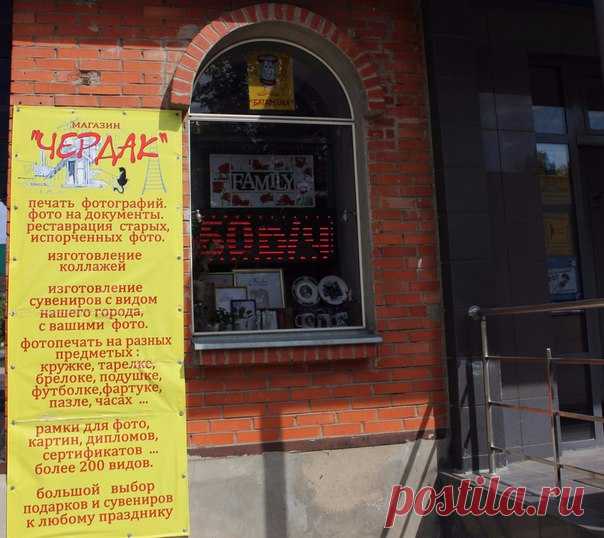 МАГАЗИН
"ЧЕРДАК"
печать фотографий.
фото на документы.
реставрация старых,
испорченных фото.
изготовление
коллажей
изготовление
сувениров с видом
нашего города,
с вашими фото.
фотопечать на разных
предметых :
кружке, тарелке,
брелоке, подушке,
футболке,фартуке,
пазле, часах ...
рамки для фото,
картин, дипломов,
сертификатов ...
более 200 видов.
большой выбор
подарков и сувениров
к любому празднику
FAMILY
postila.ru